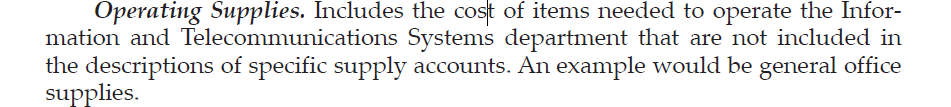 Operating Supplies. Includes the cost of items needed to operate the Infor-
mation and Telecommunications Systems department that are not included in
the descriptions of specific supply accounts. An example would be general office
supplies.